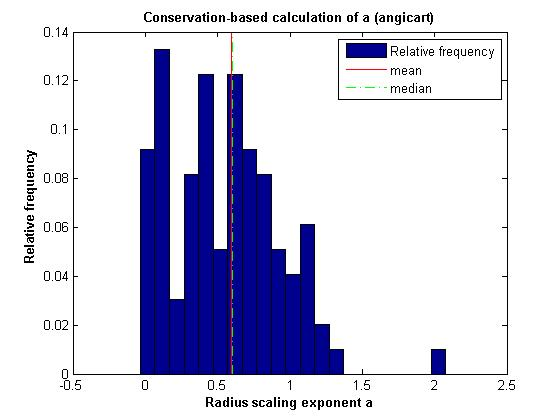 Conservation-based calculation of a (angicart)
Relative frequency
mean
median
0.14
0.12
0.1
0.08
0.06
0.04
0.02
0
Relative frequency
-0.5 0 0.5 1 1.5 2 2.5
Radius scaling exponent a